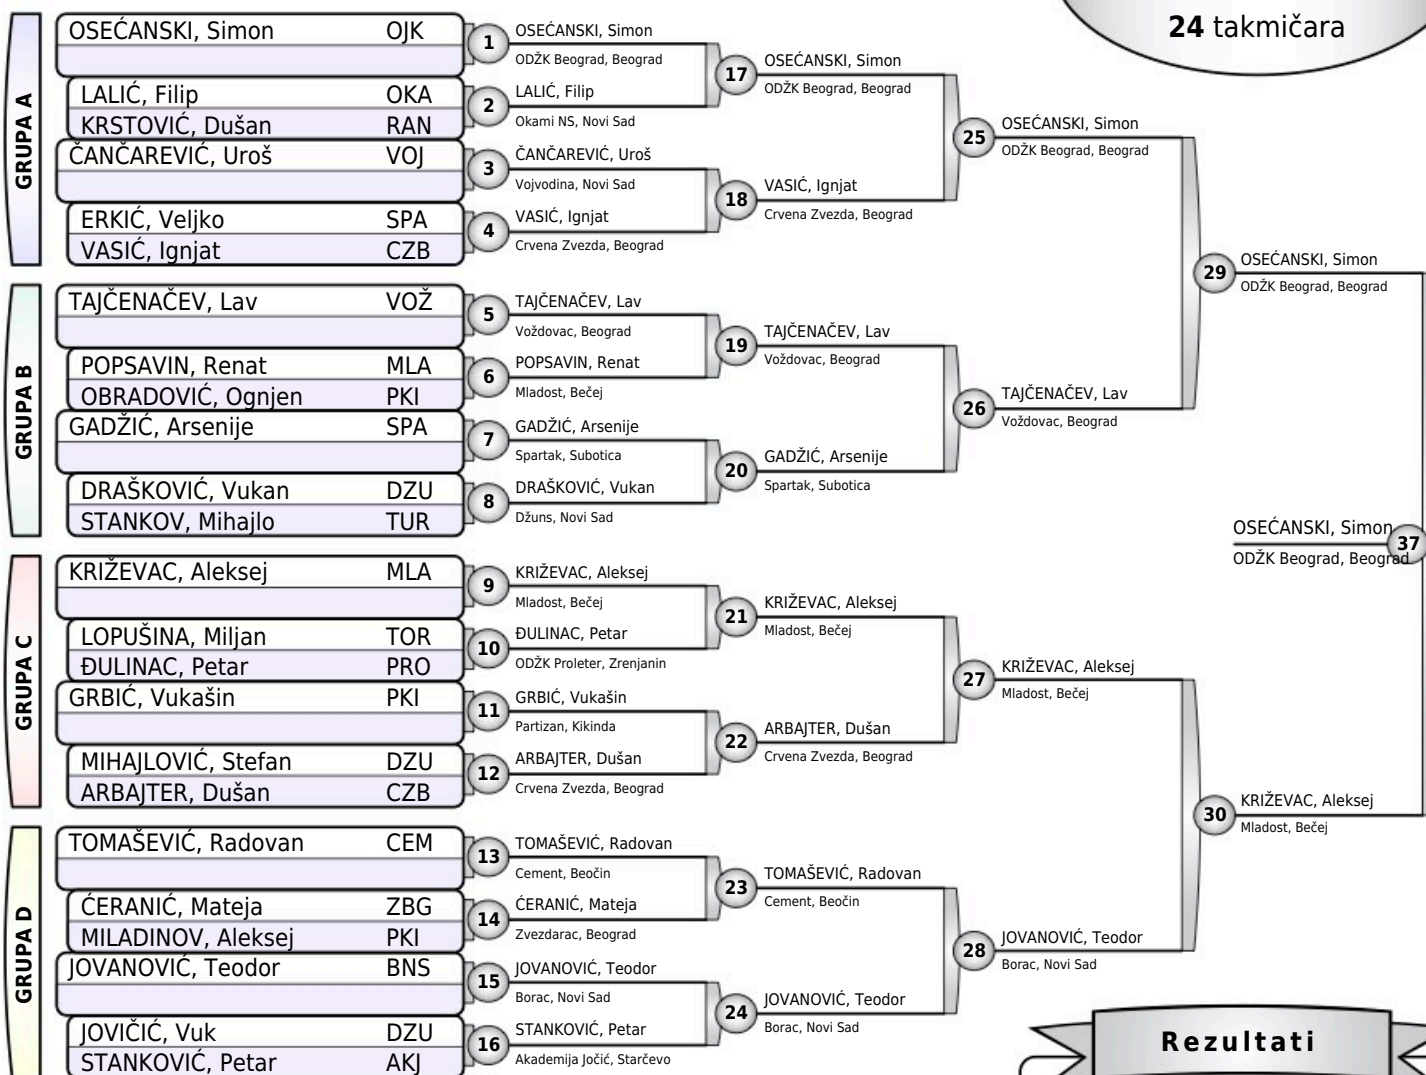 24 takmičara
GRUPA A
OSEĆANSKI, Simon OJK
LALIĆ, Filip OKA
KRSTOVIĆ, Dušan RAN
ČANČAREVIĆ, Uroš VOJ
ERKIĆ, Veljko SPA
VASIĆ, Ignjat CZB
GRUPA B
TAJČENAČEV, Lav VOŽ
POPSAVIN, Renat MLA
OBRADOVIĆ, Ognjen PKI
GADŽIĆ, Arsenije SPA
DRAŠKOVIĆ, Vukan DZU
STANKOV, Mihajlo TUR
GRUPA C
KRIŽEVAC, Aleksej MLA
LOPUŠINA, Miljan TOR
ĐULINAC, Petar PRO
GRBIĆ, Vukašin PKI
MIHAJLOVIĆ, Stefan DZU
ARBAJTER, Dušan CZB
GRUPA D
TOMAŠEVIĆ, Radovan CEM
ĆERANIĆ, Mateja ZBG
MILADINOV, Aleksej PKI
JOVANOVIĆ, Teodor BNS
JOVIČIĆ, Vuk DZU
STANKOVIĆ, Petar AKJ
1 OSEĆANSKI, Simon
ODŽK Beograd, Beograd
2 LALIĆ, Filip
Okami NS, Novi Sad
3 ČANČAREVIĆ, Uroš
Vojvodina, Novi Sad
4 VASIĆ, Ignjat
Crvena Zvezda, Beograd
5 TAJČENAČEV, Lav
Voždovac, Beograd
6 POPSAVIN, Renat
Mladost, Bečej
7 GADŽIĆ, Arsenije
Spartak, Subotica
8 DRAŠKOVIĆ, Vukan
Džuns, Novi Sad
9 KRIŽEVAC, Aleksej
Mladost, Bečej
10 ĐULINAC, Petar
ODŽK Proleter, Zrenjanin
11 GRBIĆ, Vukašin
Partizan, Kikinda
12 ARBAJTER, Dušan
Crvena Zvezda, Beograd
13 TOMAŠEVIĆ, Radovan
Cement, Beočin
14 ĆERANIĆ, Mateja
Zvezdarac, Beograd
15 JOVANOVIĆ, Teodor
Borac, Novi Sad
16 STANKOVIĆ, Petar
Akademija Jočić, Starčevo
17 OSEĆANSKI, Simon
ODŽK Beograd, Beograd
18 VASIĆ, Ignjat
Crvena Zvezda, Beograd
19 TAJČENAČEV, Lav
Voždovac, Beograd
20 GADŽIĆ, Arsenije
Spartak, Subotica
21 KRIŽEVAC, Aleksej
Mladost, Bečej
22 ARBAJTER, Dušan
Crvena Zvezda, Beograd
23 TOMAŠEVIĆ, Radovan
Cement, Beočin
24 JOVANOVIĆ, Teodor
Borac, Novi Sad
25 OSEĆANSKI, Simon
ODŽK Beograd, Beograd
26 TAJČENAČEV, Lav
Voždovac, Beograd
27 KRIŽEVAC, Aleksej
Mladost, Bečej
28 JOVANOVIĆ, Teodor
Borac, Novi Sad
29 OSEĆANSKI, Simon
ODŽK Beograd, Beograd
30 KRIŽEVAC, Aleksej
Mladost, Bečej
OSEĆANSKI, Simon 37
ODŽK Beograd, Beograd
Rezultati